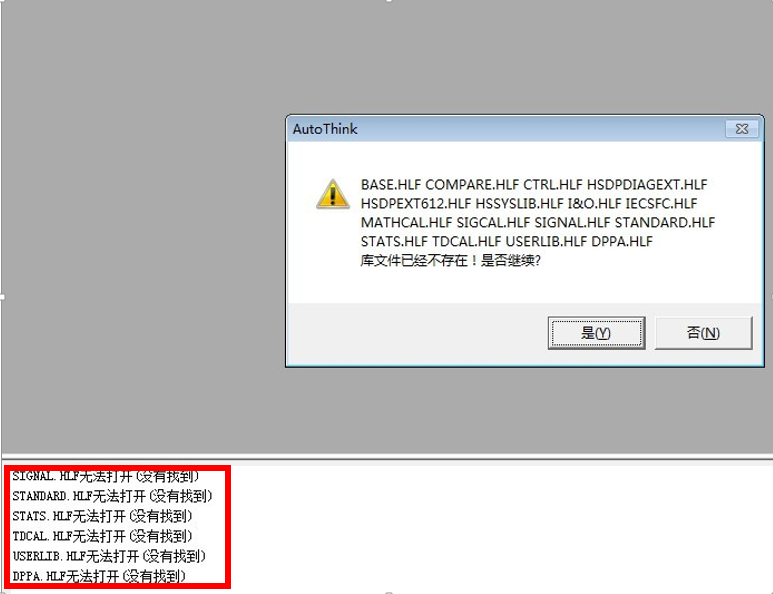 AutoThink
BASE.HLF COMPARE.HLF CTRL.HLF HSDPDIAGEXT.HLF
HSDPEXT612.HLF HSSYSLIB.HLF I&O.HLF IECSFC.HLF
MATHCAL.HLF SIGCAL.HLF SIGNAL.HLF STANDARD.HLF
STATS.HLF TDCAL.HLF USERLIB.HLF DPPA.HLF
库文件已经不存在！是否继续?
是(Y)
否(N)
SIGNAL.HLF无法打开(没有找到)
STANDARD.HLF无法打开(没有找到)
STATS.HLF无法打开(没有找到)
TDCAL.HLF无法打开(没有找到)
USERLIB.HLF无法打开(没有找到)
DPPA.HLF无法打开(没有找到)